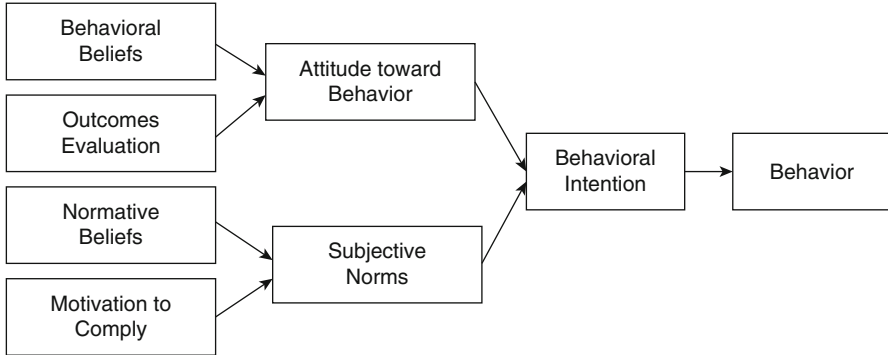 Behavioral
Beliefs
Outcomes
Evaluation
Normative
Beliefs
Motivation to
Comply
Attitude toward
Behavior
Subjective
Norms
Behavioral
Intention
Behavior